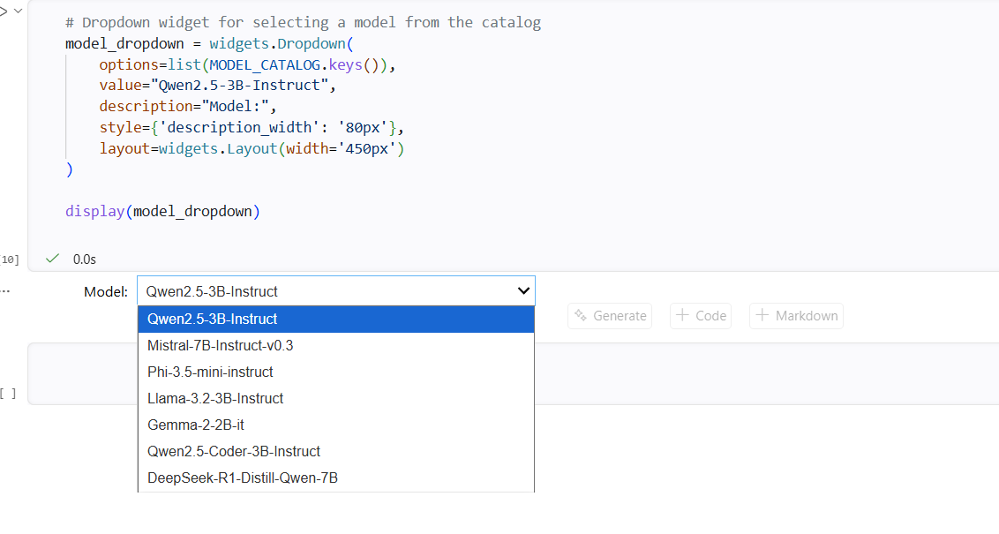 # Dropdown widget for selecting a model from the catalog
model_dropdown = widgets.Dropdown(
    options=list(MODEL_CATALOG.keys()),
    value="Qwen2.5-3B-Instruct",
    description="Model:",
    style={'description_width': '80px'},
    layout=widgets.Layout(width='450px')
)
display(model_dropdown)
10]
0.0s
Model: Qwen2.5-3B-Instruct
Generate + Code + Markdown
Qwen2.5-3B-Instruct
Mistral-7B-Instruct-v0.3
Phi-3.5-mini-instruct
Llama-3.2-3B-Instruct
[ ]
Gemma-2-2B-it
Qwen2.5-Coder-3B-Instruct
DeepSeek-R1-Distill-Qwen-7B